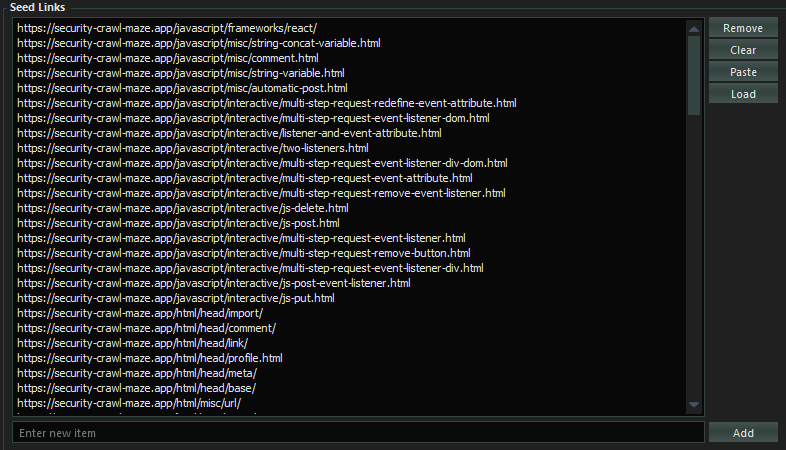 Seed Links
https://security-crawl-maze.app/javascript/frameworks/react/
https://security-crawl-maze.app/javascript/misc/string-concat-variable.html
https://security-crawl-maze.app/javascript/misc/comment.html
https://security-crawl-maze.app/javascript/misc/string-variable.html
https://security-crawl-maze.app/javascript/misc/automatic-post.html
https://security-crawl-maze.app/javascript/interactive/multi-step-request-redefine-event-attribute.html
https://security-crawl-maze.app/javascript/interactive/multi-step-request-event-listener-dom.html
https://security-crawl-maze.app/javascript/interactive/listener-and-event-attribute.html
https://security-crawl-maze.app/javascript/interactive/two-listeners.html
https://security-crawl-maze.app/javascript/interactive/multi-step-request-event-listener-div-dom.html
https://security-crawl-maze.app/javascript/interactive/multi-step-request-event-attribute.html
https://security-crawl-maze.app/javascript/interactive/multi-step-request-remove-event-listener.html
https://security-crawl-maze.app/javascript/interactive/js-delete.html
https://security-crawl-maze.app/javascript/interactive/js-post.html
https://security-crawl-maze.app/javascript/interactive/multi-step-request-event-listener.html
https://security-crawl-maze.app/javascript/interactive/multi-step-request-remove-button.html
https://security-crawl-maze.app/javascript/interactive/multi-step-request-event-listener-div.html
https://security-crawl-maze.app/javascript/interactive/js-post-event-listener.html
https://security-crawl-maze.app/javascript/interactive/js-put.html
https://security-crawl-maze.app/html/head/import/
https://security-crawl-maze.app/html/head/comment/
https://security-crawl-maze.app/html/head/link/
https://security-crawl-maze.app/html/head/profile.html
https://security-crawl-maze.app/html/head/meta/
https://security-crawl-maze.app/html/head/base/
https://security-crawl-maze.app/html/misc/url/
Remove
Clear
Paste
Load
Enter new item
Add